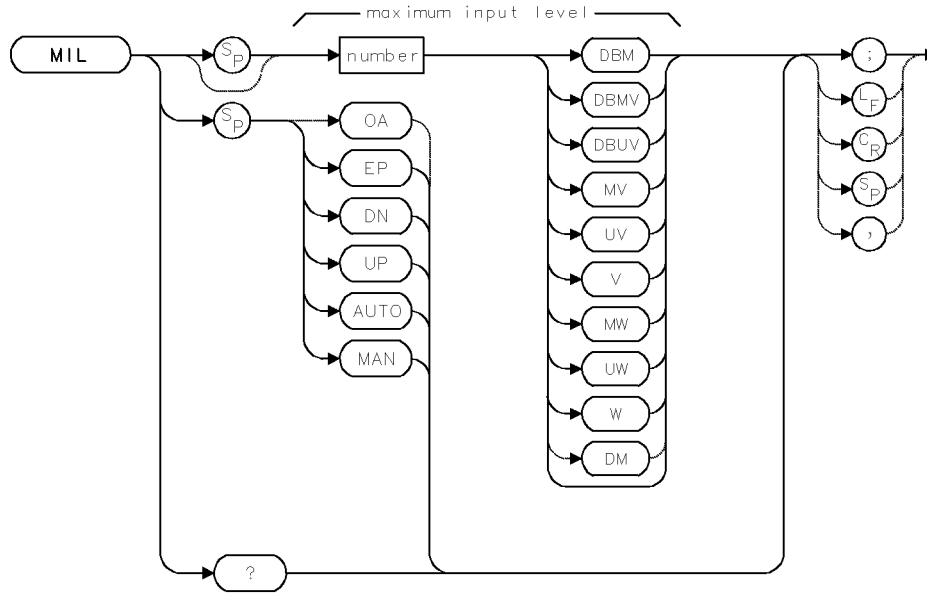 maximum input level
MIL SP number DBM ;
DBMV LF
SP OA DBUV CR
EP MV SP
DN UV ,
UP V
AUTO MW
MAN UW
W
DM
?